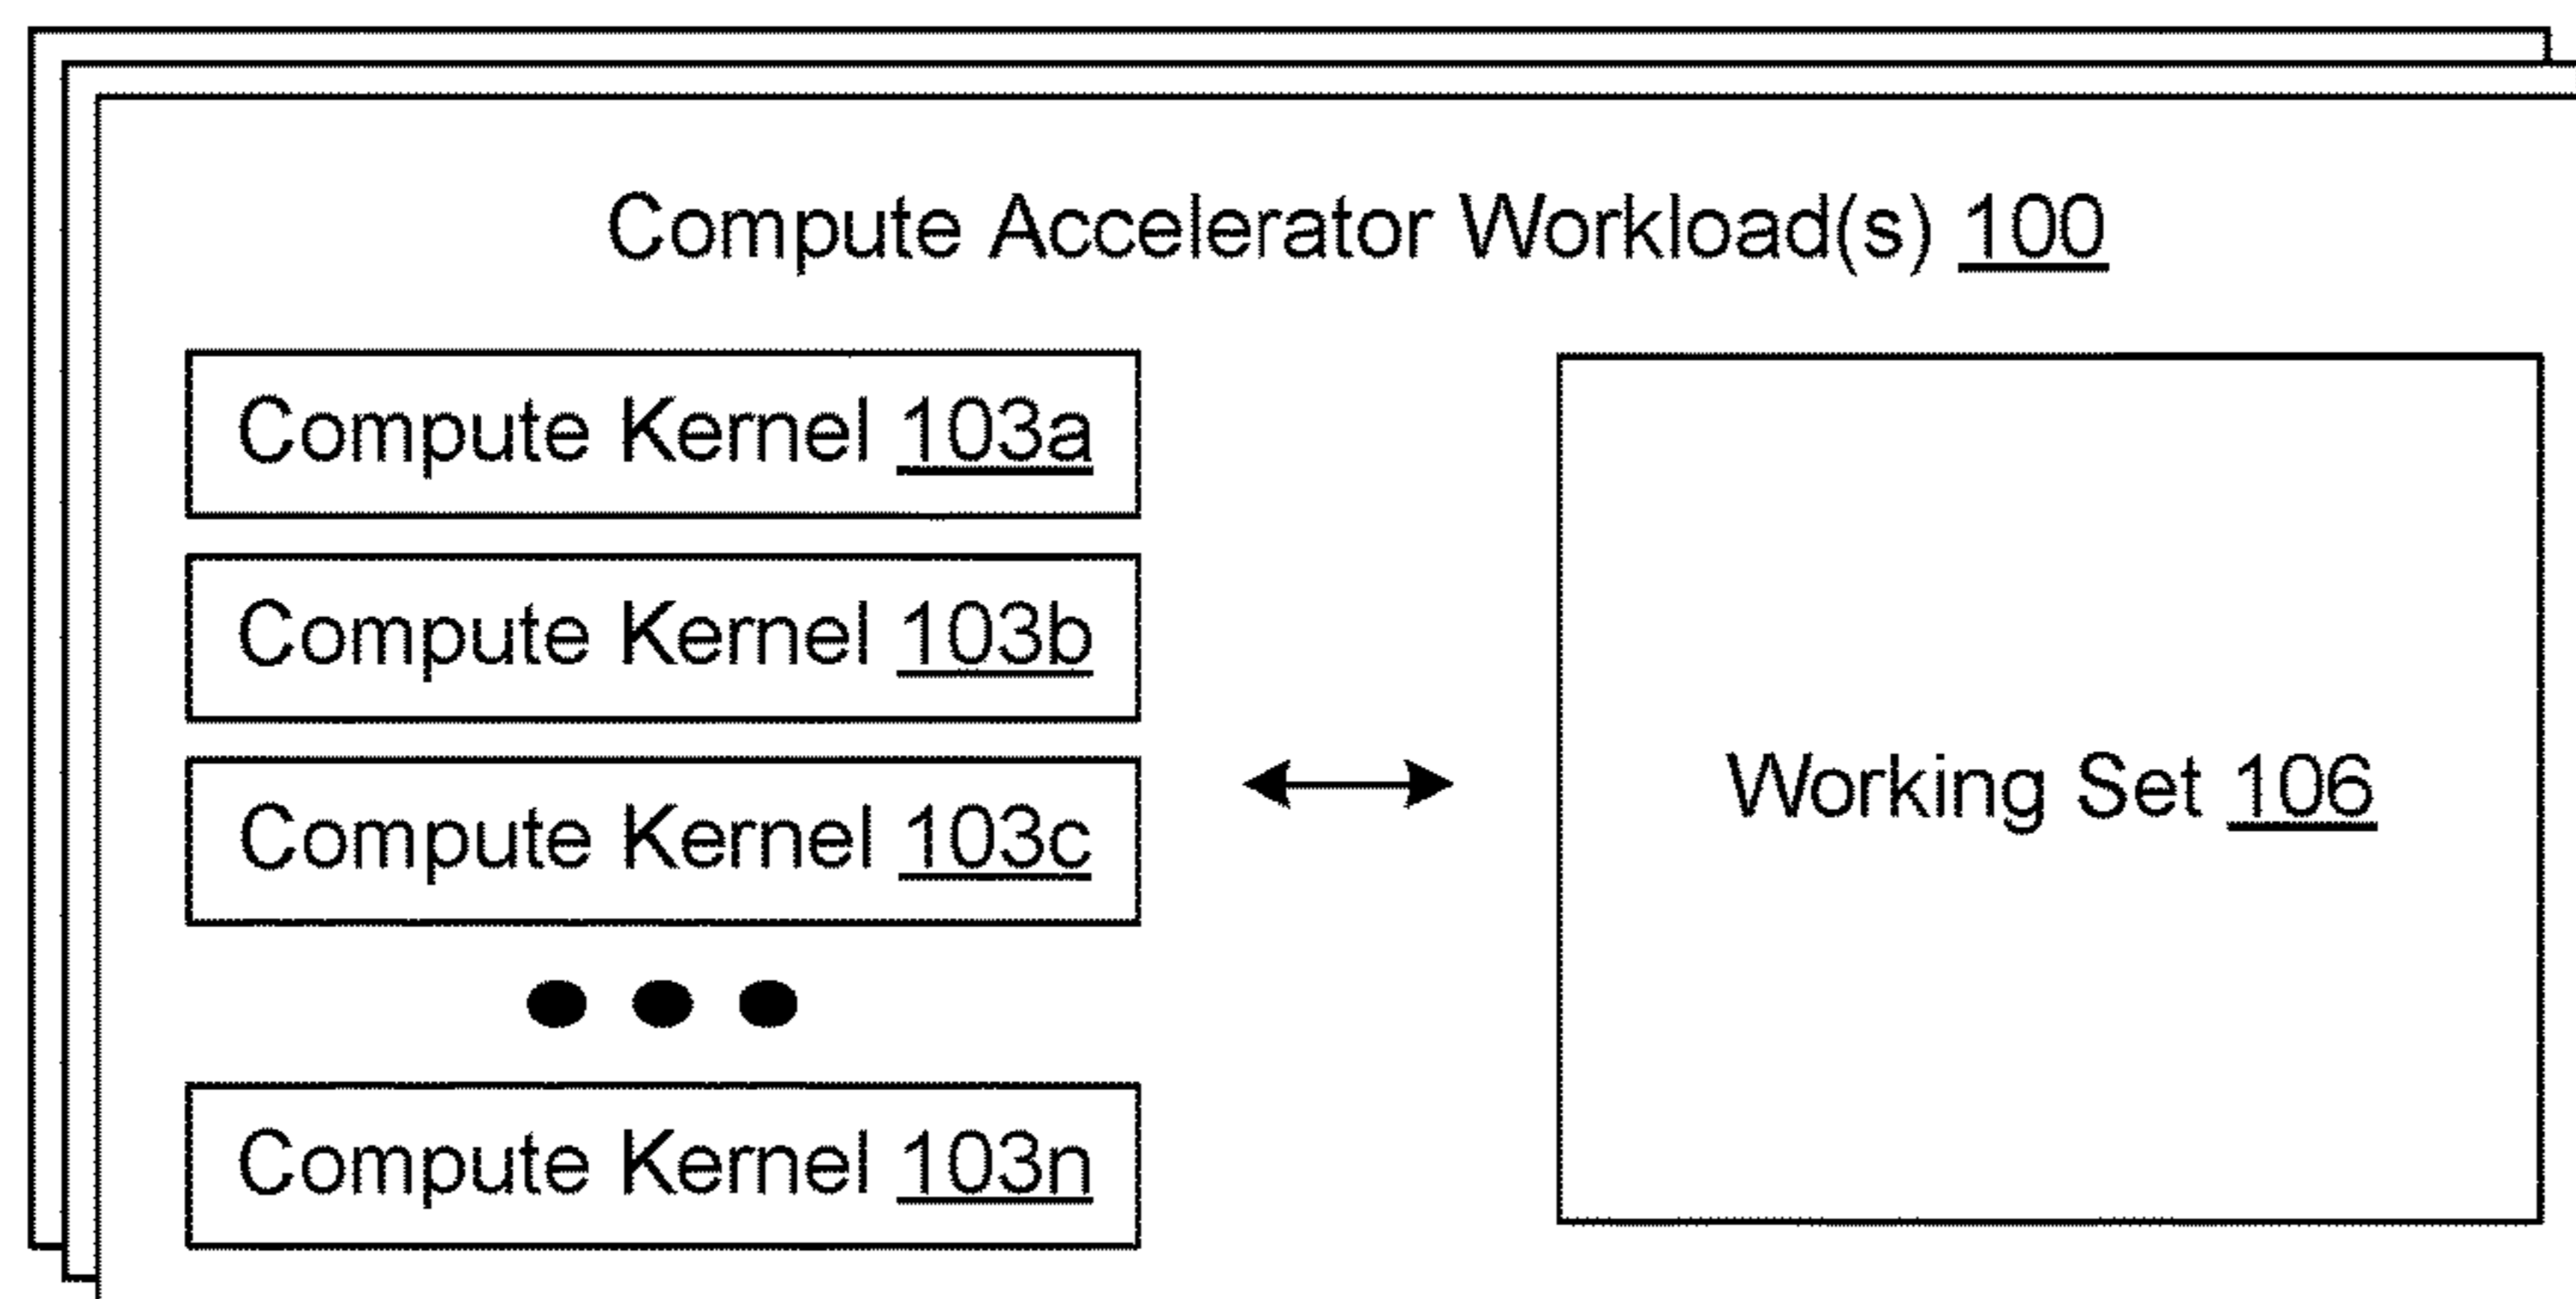 Compute Accelerator Workload(s) 100
Compute Kernel 103a
Compute Kernel 103b
Compute Kernel 103c
Working Set 106
Compute Kernel 103n